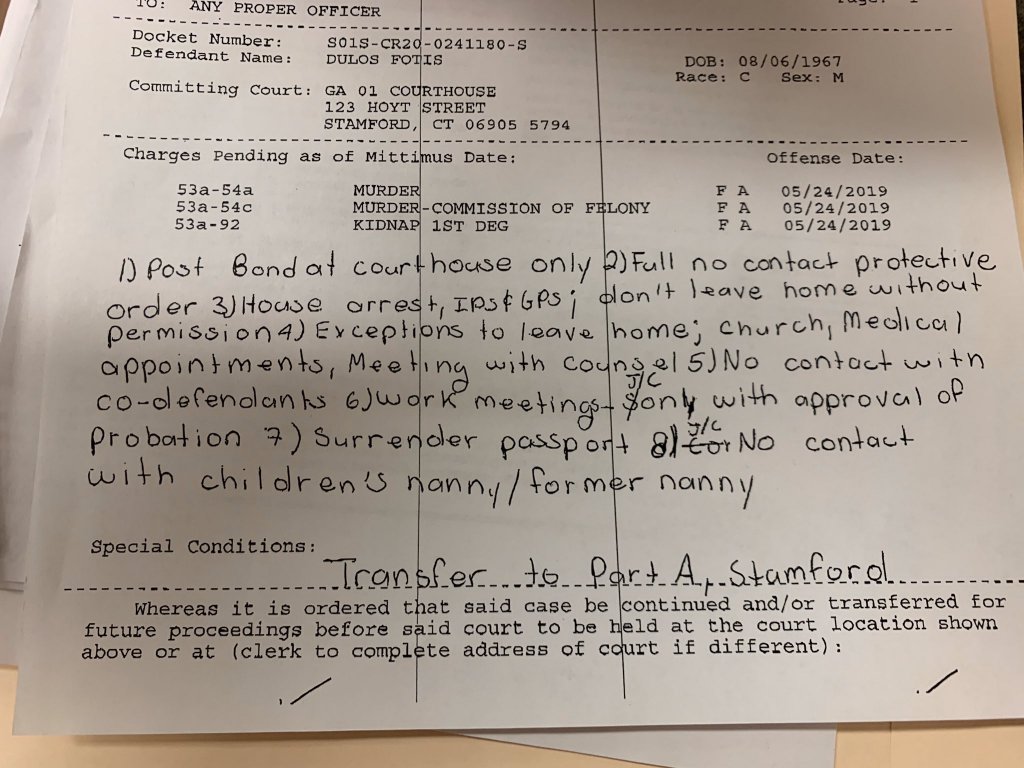 TO: ANY PROPER OFFICER
Docket Number: S01S-CR20-0241180-S
Defendant Name: DULOS FOTIS
DOB: 08/06/1967
Race: C Sex: M
Committing Court: GA 01 COURTHOUSE
123 HOYT STREET
STAMFORD, CT 06905 5794
Charges Pending as of Mittimus Date: Offense Date:
53a-54a MURDER F A 05/24/2019
53a-54c MURDER-COMMISSION OF FELONY F A 05/24/2019
53a-92 KIDNAP 1ST DEG F A 05/24/2019
1) Post Bond at courthouse only 2) Full no contact protective
order 3) House arrest, IPS & GPS; don't leave home without
permission 4) Exceptions to leave home; church, Medical
appointments, Meeting with counsel 5) No contact with
J/C
co-defendants 6) Work meetings - only with approval of
J/C
probation 7) Surrender passport 8) No contact
with children's nanny/former nanny
Special Conditions:
Transfer to Part A, Stamford
Whereas it is ordered that said case be continued and/or transferred for
future proceedings before said court to be held at the court location shown
above or at (clerk to complete address of court if different):